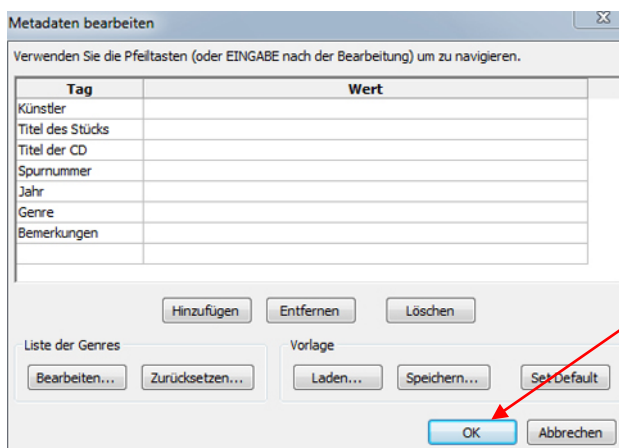 Metadaten bearbeiten
Verwenden Sie die Pfeiltasten (oder EINGABE nach der Bearbeitung) um zu navigieren.
Tag Wert
Künstler
Titel des Stücks
Titel der CD
Spurnummer
Jahr
Genre
Bemerkungen
Hinzufügen Entfernen Löschen
Liste der Genres Vorlage
Bearbeiten... Zurücksetzen... Laden... Speichern... Set Default
OK Abbrechen